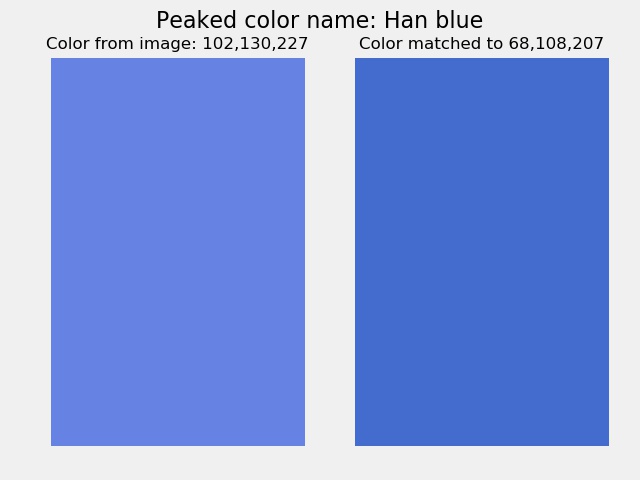 Peaked color name: Han blue
Color from image: 102,130,227
Color matched to 68,108,207